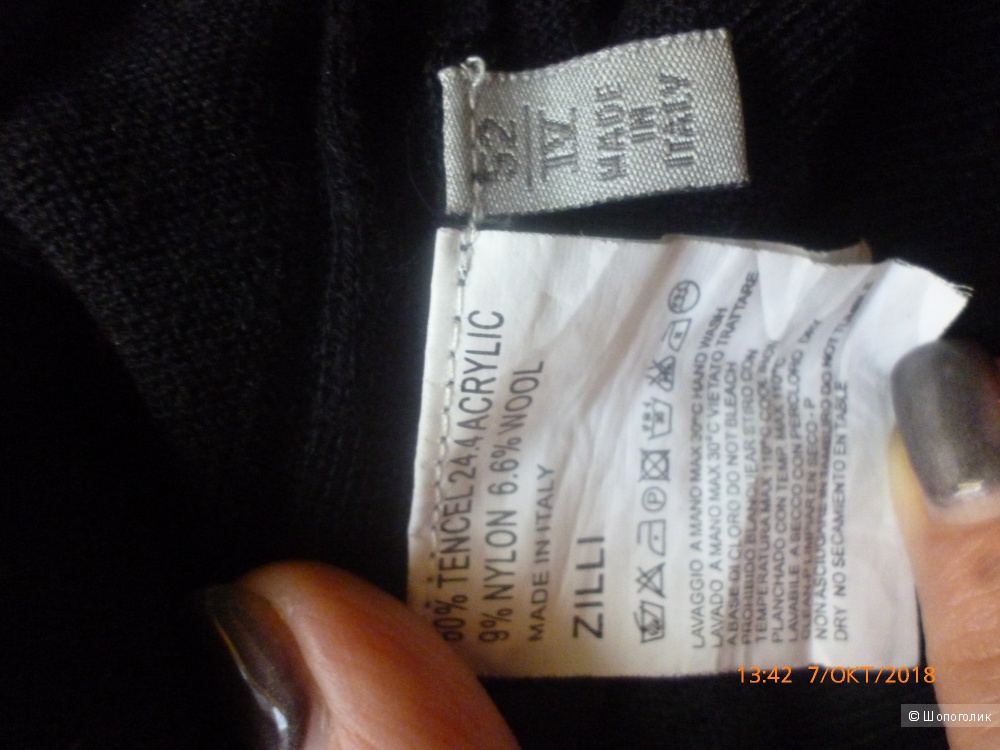 52
IV
MADE
IN
ITALY
60% TENCEL 24.4 ACRYLIC
9% NYLON 6.6% WOOL
MADE IN ITALY
ZILLI
LAVAGGIO A MANO MAX 30°C HAND WASH
LAVADO A MANO MAX 30°C VIETATO TRATTARE
A BASE DI CLORO DO NOT BLEACH
PROHIBIDO BLANQUEAR STIRO CON
TEMPERATURA MAX 110°C COOL IRON
PLANCHADO CON TEMP. MAX 110°C
LAVABILE A SECCO CON PERCLORO DRY
CLEAN-P LIMPIAR EN SECO - P
NON ASCIUGARE IN TAMBURO DO NOT TUMBLE
DRY NO SECAMIENTO EN TABLE
13:42 7/ОКТ/2018
© Шопоголик